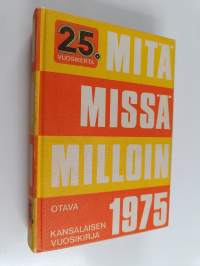 25.
VUOSIKERTA
MITÄ
MISSÄ
MILLOIN
1975
OTAVA
KANSALAISEN
VUOSIKIRJA